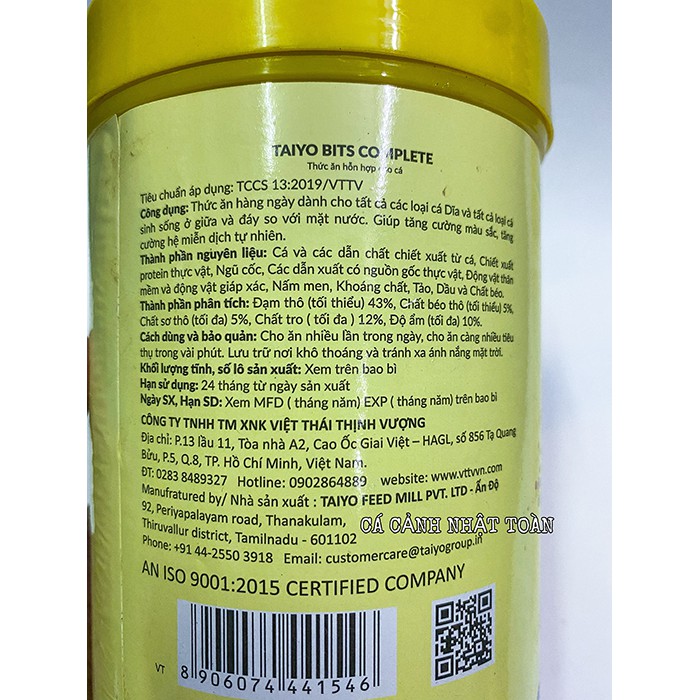 TAIYO BITS COMPLETE
Thức ăn hỗn hợp cho cá
Tiêu chuẩn áp dụng: TCCS 13:2019/VTTV
Công dụng: Thức ăn hàng ngày dành cho tất cả các loại cá Dĩa và tất cả loại cá
sinh sống ở giữa và đáy so với mặt nước. Giúp tăng cường màu sắc, tăng
cường hệ miễn dịch tự nhiên.
Thành phần nguyên liệu: Cá và các dẫn chất chiết xuất từ cá, Chiết xuất
protein thực vật, Ngũ cốc, Các dẫn xuất có nguồn gốc thực vật, Động vật thân
mềm và động vật giáp xác, Nấm men, Khoáng chất, Tảo, Dầu và Chất béo.
Thành phần phân tích: Đạm thô (tối thiểu) 43%, Chất béo thô (tối thiểu) 5%,
Chất sơ thô (tối đa) 5%, Chất tro ( tối đa ) 12%, Độ ẩm (tối đa) 10%.
Cách dùng và bảo quản: Cho ăn nhiều lần trong ngày, cho ăn càng nhiều tiêu
thụ trong vài phút. Lưu trữ nơi khô thoáng và tránh xa ánh nắng mặt trời.
Khối lượng tĩnh, số lô sản xuất: Xem trên bao bì
Hạn sử dụng: 24 tháng từ ngày sản xuất
Ngày SX, Hạn SD: Xem MFD ( tháng năm) EXP ( tháng năm) trên bao bì
CÔNG TY TNHH TM XNK VIỆT THÁI THỊNH VƯỢNG
Địa chỉ: P.13 lầu 11, Tòa nhà A2, Cao Ốc Giai Việt – HAGL, số 856 Tạ Quang
Bửu, P.5, Q.8, TP. Hồ Chí Minh, Việt Nam.
ĐT: 0283 8489327 Hotline: 0902864889 website: www.vttvvn.com
Manufratured by/ Nhà sản xuất : TAIYO FEED MILL PVT. LTD - Ấn Độ
92, Periyapalayam road, Thanakulam,
Thiruvallur district, Tamilnadu - 601102
Phone: +91 44-2550 3918 Email: customercare@taiyogroup.in
CÁ CẢNH NHẬT TOÀN
AN ISO 9001:2015 CERTIFIED COMPANY
VT 8 906074 441546